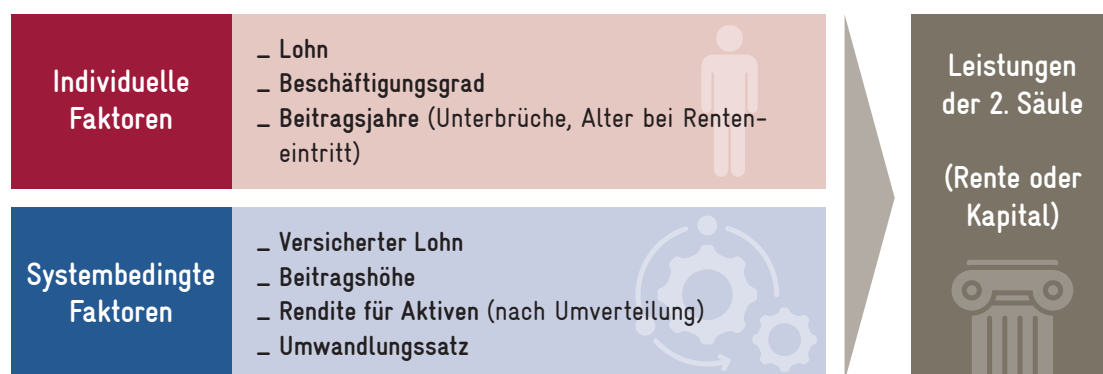 Individuelle
Faktoren
_ Lohn
_ Beschäftigungsgrad
_ Beitragsjahre (Unterbrüche, Alter bei Renten-
eintritt)
Systembedingte
Faktoren
_ Versicherter Lohn
_ Beitragshöhe
_ Rendite für Aktiven (nach Umverteilung)
_ Umwandlungssatz
Leistungen
der 2. Säule
(Rente oder
Kapital)